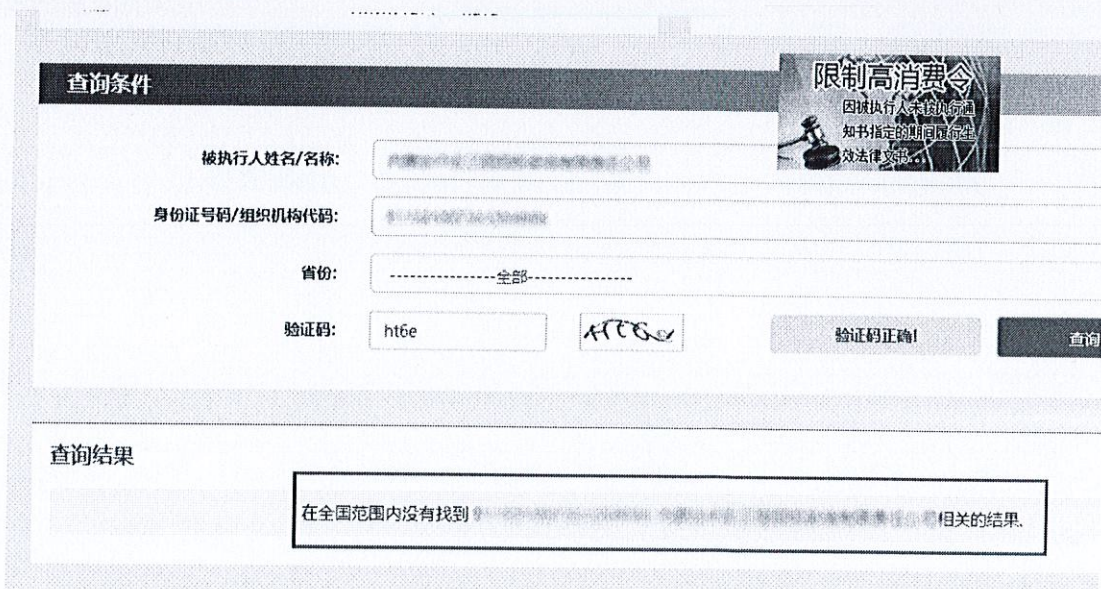 查询条件
限制高消费令
因被执行人未按执行通
知书指定的期间履行生
效法律文书...
被执行人姓名/名称:
身份证号码/组织机构代码:
省份: ----------------全部----------------
验证码: ht6e 验证码正确! 查询
查询结果
在全国范围内没有找到 相关的结果.